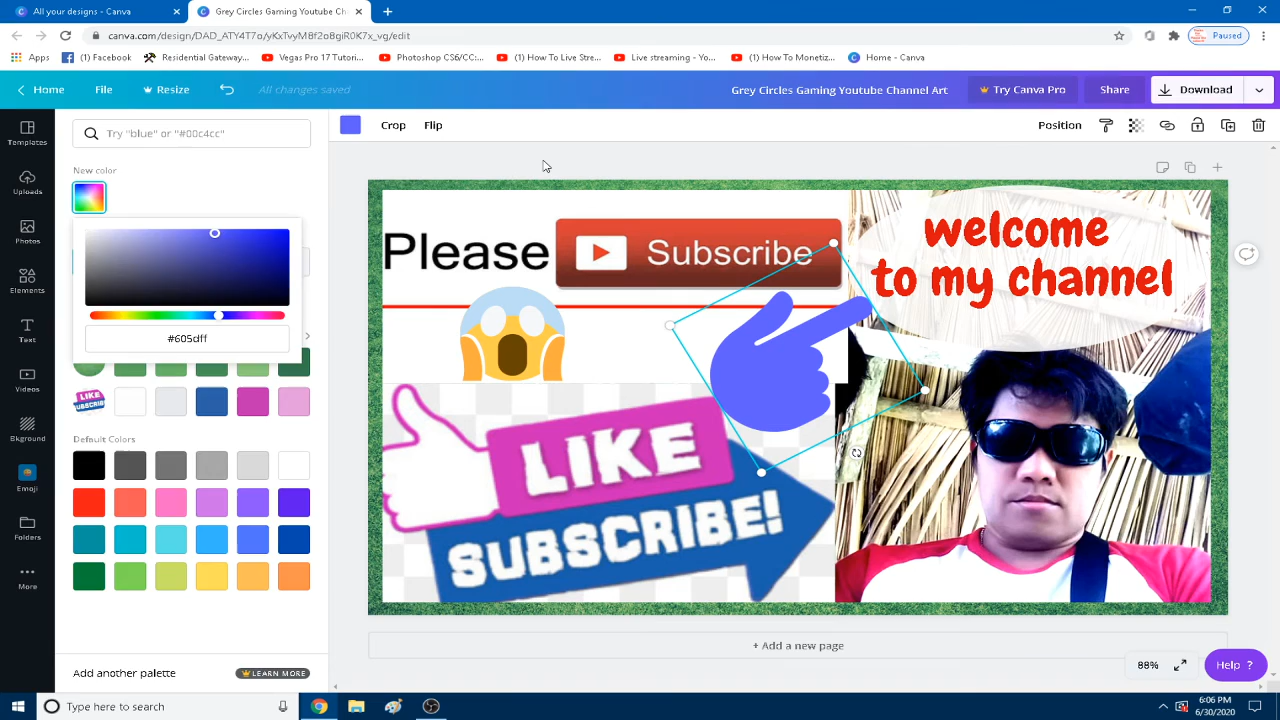 All your designs - Canva
Grey Circles Gaming Youtube Ch
canva.com/design/DAD_ATY4T7o/yKxTvyM8f2oBgiR0K7x_vg/edit
Paused
Apps
(1) Facebook
Residential Gateway...
Vegas Pro 17 Tutori...
Photoshop CS6/CC:...
(1) How To Live Stre...
Live streaming - Yo...
(1) How To Monetiz...
Home - Canva
Home
File
Resize
All changes saved
Grey Circles Gaming Youtube Channel Art
Try Canva Pro
Share
Download
Templates
Uploads
Photos
Elements
Text
Videos
Bkground
Emoji
Folders
More
Try "blue" or "#00c4cc"
New color
#605dff
LIKE
SUBSCRIBE!
Default Colors
Add another palette
LEARN MORE
Crop
Flip
Position
Please
Subscribe
welcome
to my channel
LIKE
SUBSCRIBE!
+ Add a new page
88%
Help ?
Type here to search
6:06 PM
6/30/2020